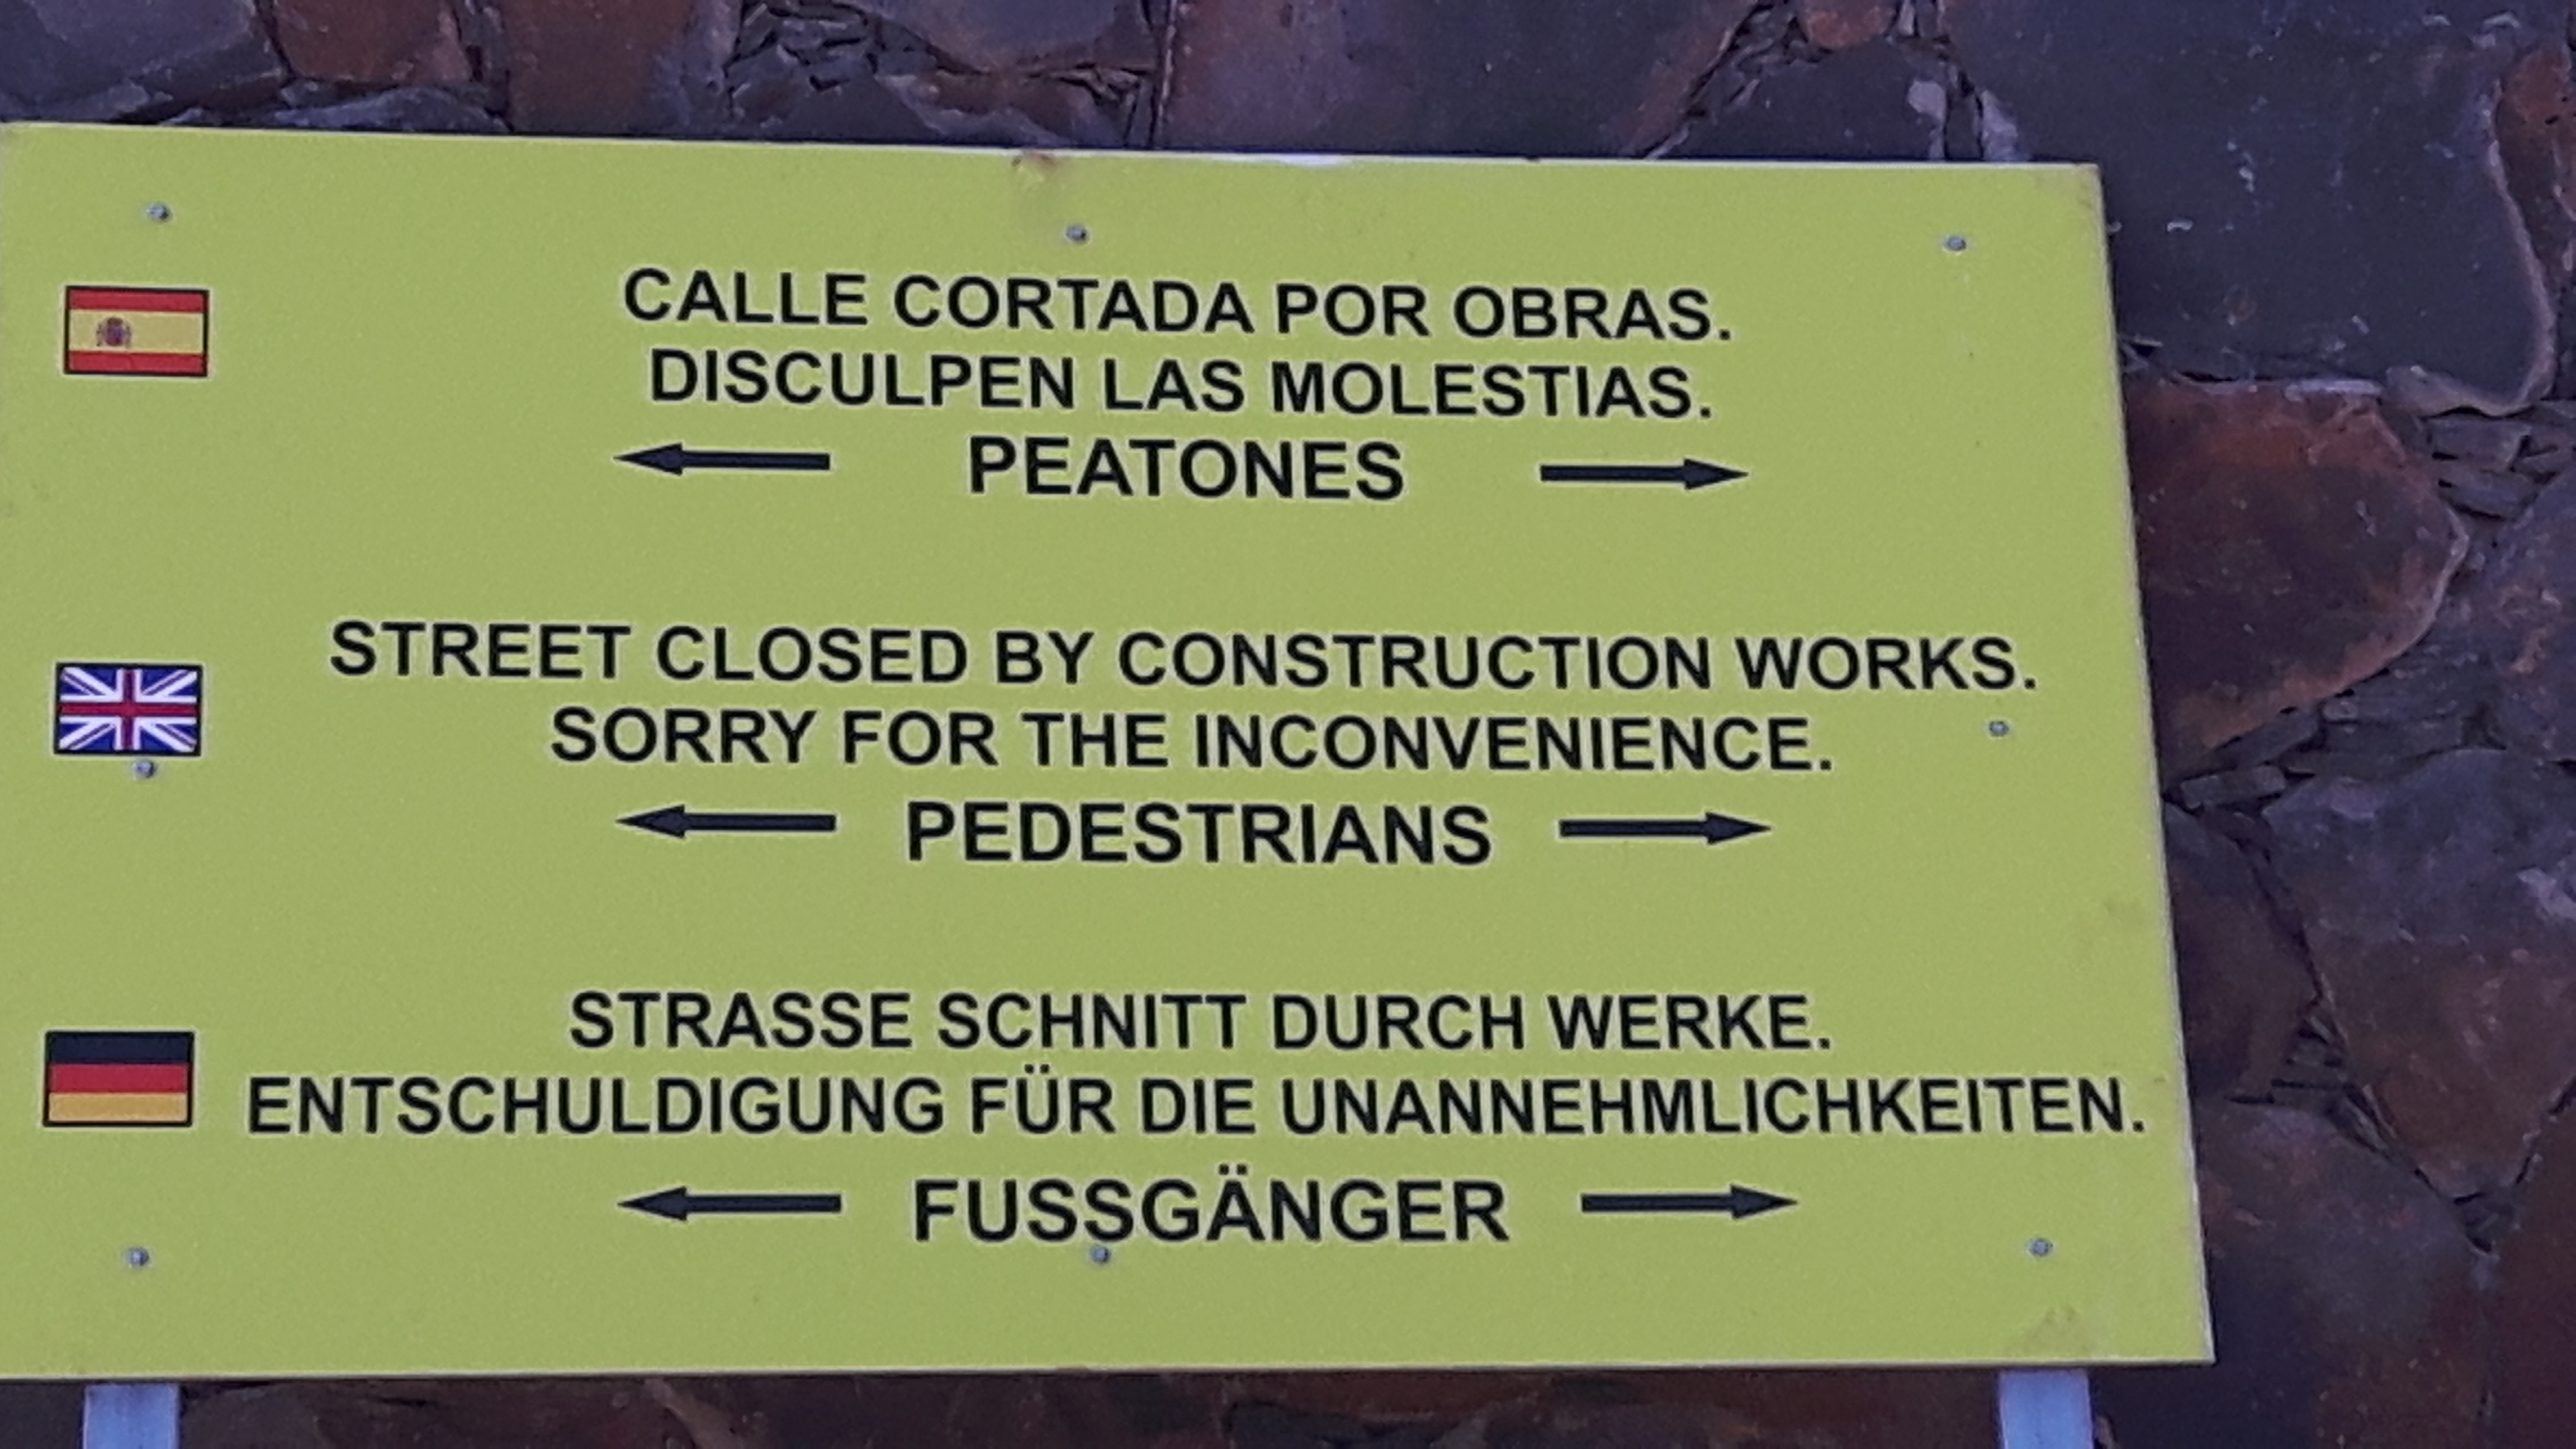 CALLE CORTADA POR OBRAS.
DISCULPEN LAS MOLESTIAS.
PEATONES
STREET CLOSED BY CONSTRUCTION WORKS.
SORRY FOR THE INCONVENIENCE.
PEDESTRIANS
STRASSE SCHNITT DURCH WERKE.
ENTSCHULDIGUNG FÜR DIE UNANNEHMLICHKEITEN.
FUSSGÄNGER